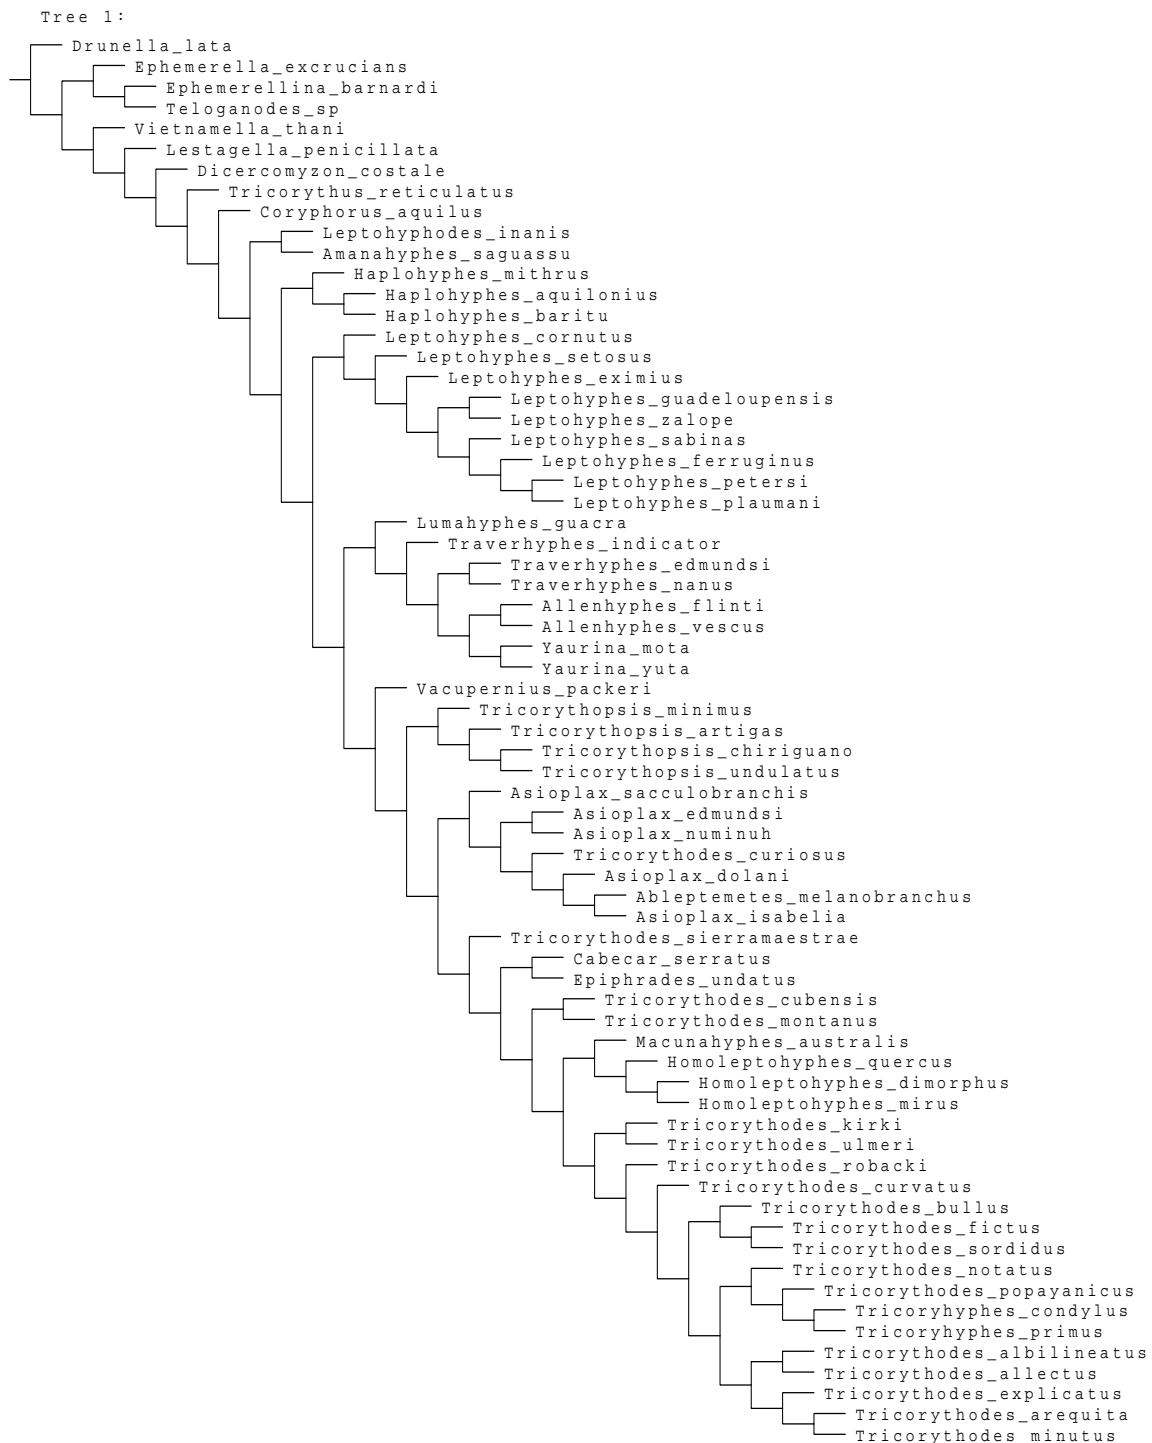 Tree 1:
Drunella_lata
Ephemerella_excrucians
Ephemerellina_barnardi
Teloganodes_sp
Vietnamella_thani
Lestagella_penicillata
Dicercomyzon_costale
Tricorythus_reticulatus
Coryphorus_aquilus
Leptohyphodes_inanis
Amanahyphes_saguassu
Haplohyphes_mithrus
Haplohyphes_aquilonius
Haplohyphes_baritu
Leptohyphes_cornutus
Leptohyphes_setosus
Leptohyphes_eximius
Leptohyphes_guadeloupensis
Leptohyphes_zalope
Leptohyphes_sabinas
Leptohyphes_ferruginus
Leptohyphes_petersi
Leptohyphes_plaumani
Lumahyphes_guacra
Traverhyphes_indicator
Traverhyphes_edmundsi
Traverhyphes_nanus
Allenhyphes_flinti
Allenhyphes_vescus
Yaurina_mota
Yaurina_yuta
Vacupernius_packeri
Tricorythopsis_minimus
Tricorythopsis_artigas
Tricorythopsis_chiriguano
Tricorythopsis_undulatus
Asioplax_sacculobranchis
Asioplax_edmundsi
Asioplax_numinuh
Tricorythodes_curiosus
Asioplax_dolani
Ableptemetes_melanobranchus
Asioplax_isabelia
Tricorythodes_sierramaestrae
Cabecar_serratus
Epiphrades_undatus
Tricorythodes_cubensis
Tricorythodes_montanus
Macunahyphes_australis
Homoleptohyphes_quercus
Homoleptohyphes_dimorphus
Homoleptohyphes_mirus
Tricorythodes_kirki
Tricorythodes_ulmeri
Tricorythodes_robacki
Tricorythodes_curvatus
Tricorythodes_bullus
Tricorythodes_fictus
Tricorythodes_sordidus
Tricorythodes_notatus
Tricorythodes_popayanicus
Tricoryhyphes_condylus
Tricoryhyphes_primus
Tricorythodes_albilineatus
Tricorythodes_allectus
Tricorythodes_explicatus
Tricorythodes_arequita
Tricorythodes_minutus